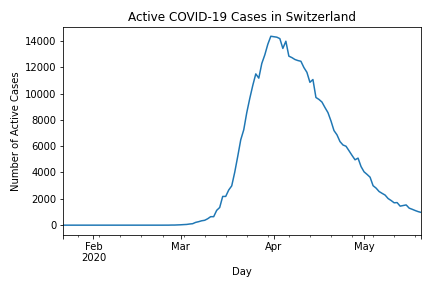 Active COVID-19 Cases in Switzerland
Number of Active Cases
14000
12000
10000
8000
6000
4000
2000
0
Feb
2020
Mar
Apr
May
Day